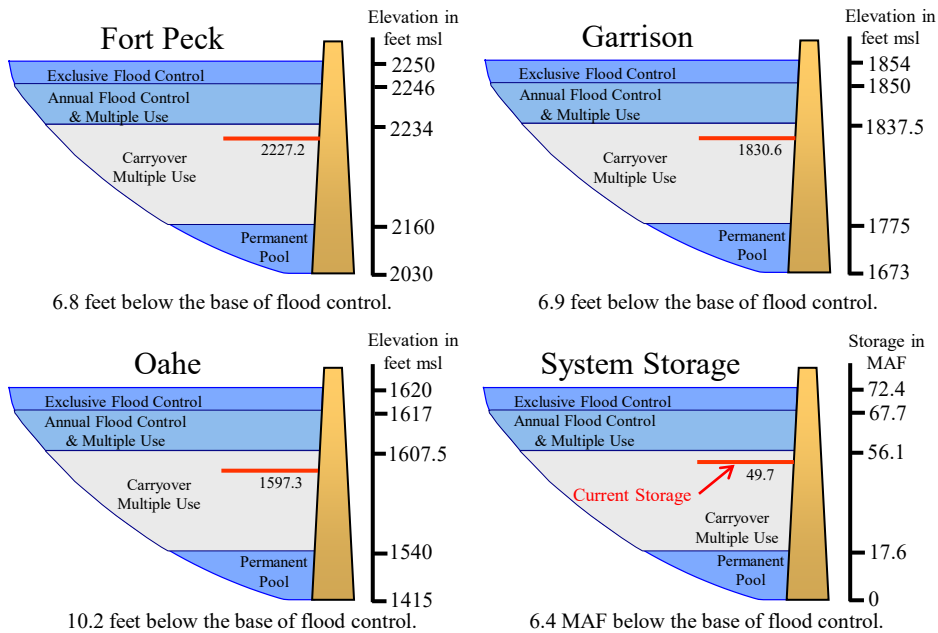 Fort Peck
Elevation in
feet msl
2250
2246
2234
2160
2030
Exclusive Flood Control
Annual Flood Control
& Multiple Use
2227.2
Carryover
Multiple Use
Permanent
Pool
6.8 feet below the base of flood control.
Garrison
Elevation in
feet msl
1854
1850
1837.5
1775
1673
Exclusive Flood Control
Annual Flood Control
& Multiple Use
1830.6
Carryover
Multiple Use
Permanent
Pool
6.9 feet below the base of flood control.
Oahe
Elevation in
feet msl
1620
1617
1607.5
1540
1415
Exclusive Flood Control
Annual Flood Control
& Multiple Use
1597.3
Carryover
Multiple Use
Permanent
Pool
10.2 feet below the base of flood control.
System Storage
Storage in
MAF
72.4
67.7
56.1
17.6
0
Exclusive Flood Control
Annual Flood Control
& Multiple Use
49.7
Current Storage
Carryover
Multiple Use
Permanent
Pool
6.4 MAF below the base of flood control.